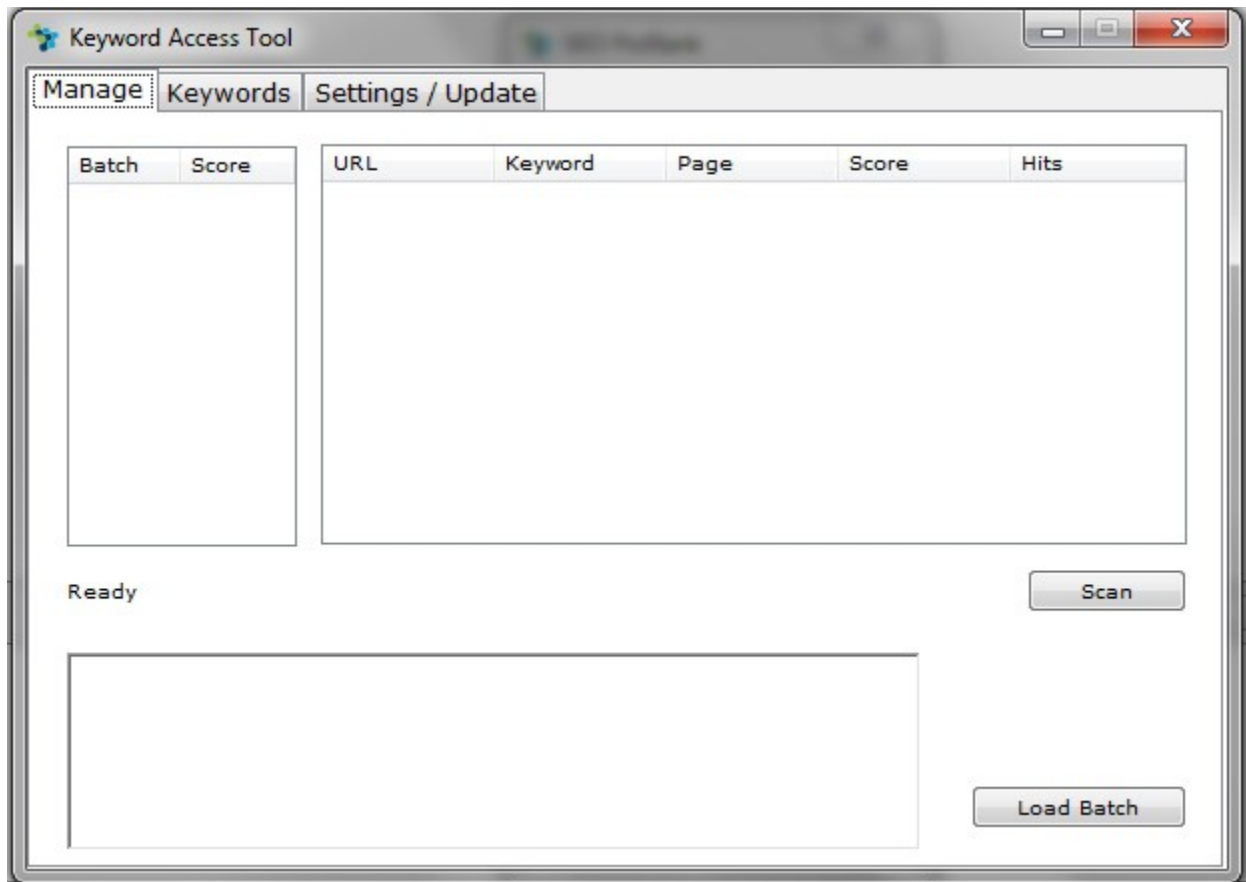 Keyword Access Tool
Manage Keywords Settings / Update
Batch Score
URL Keyword Page Score Hits
Ready
Scan
Load Batch